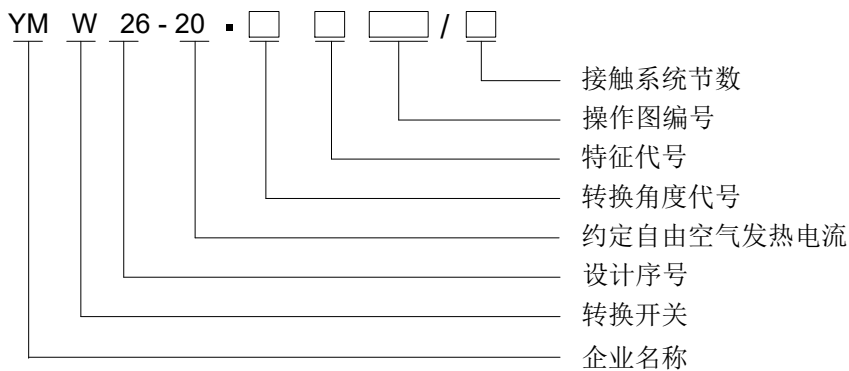 YM W 26 - 20 ▪ □ □ □ / □
接触系统节数
操作图编号
特征代号
转换角度代号
约定自由空气发热电流
设计序号
转换开关
企业名称